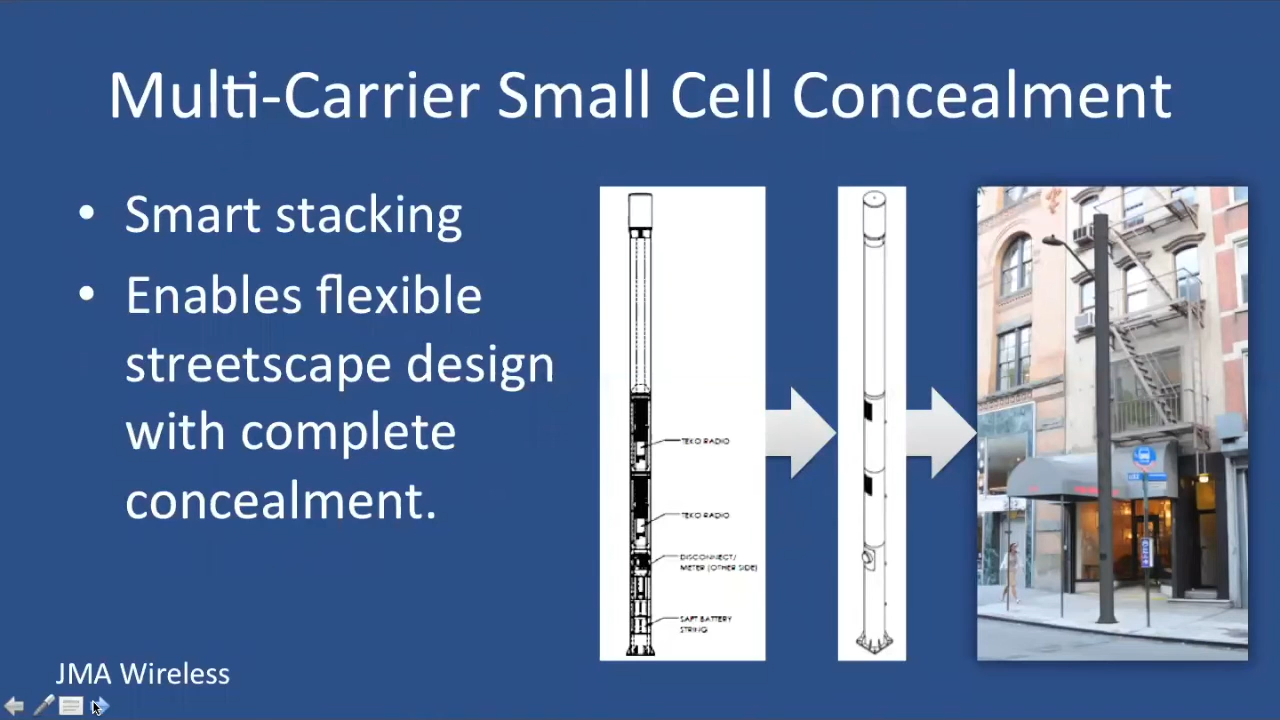 Multi-Carrier Small Cell Concealment
• Smart stacking
• Enables flexible
streetscape design
with complete
concealment.
TEKO RADIO
TEKO RADIO
DISCONNECT/
METER (OTHER SIDE)
SAFT BATTERY
STRING
JMA Wireless